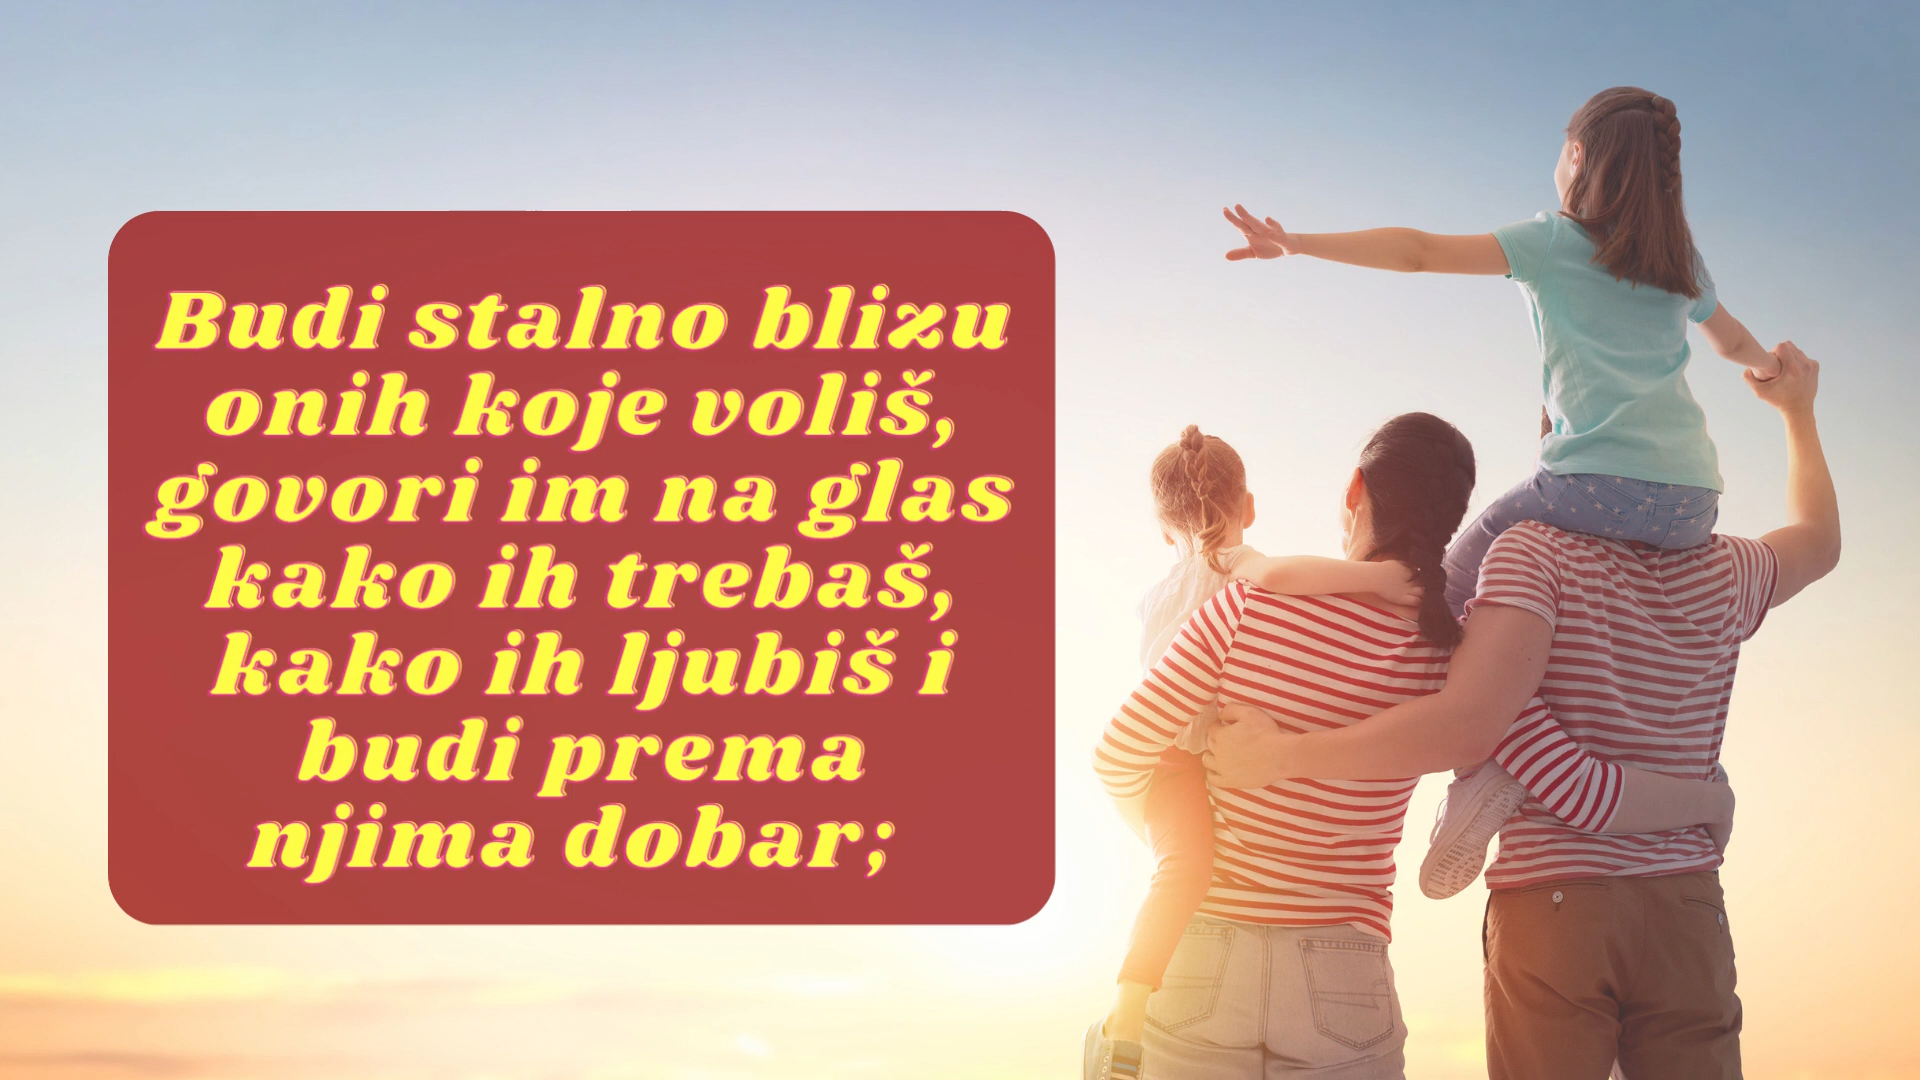 Budi stalno blizu
onih koje voliš,
govori im na glas
kako ih trebaš,
kako ih ljubiš i
budi prema
njima dobar;